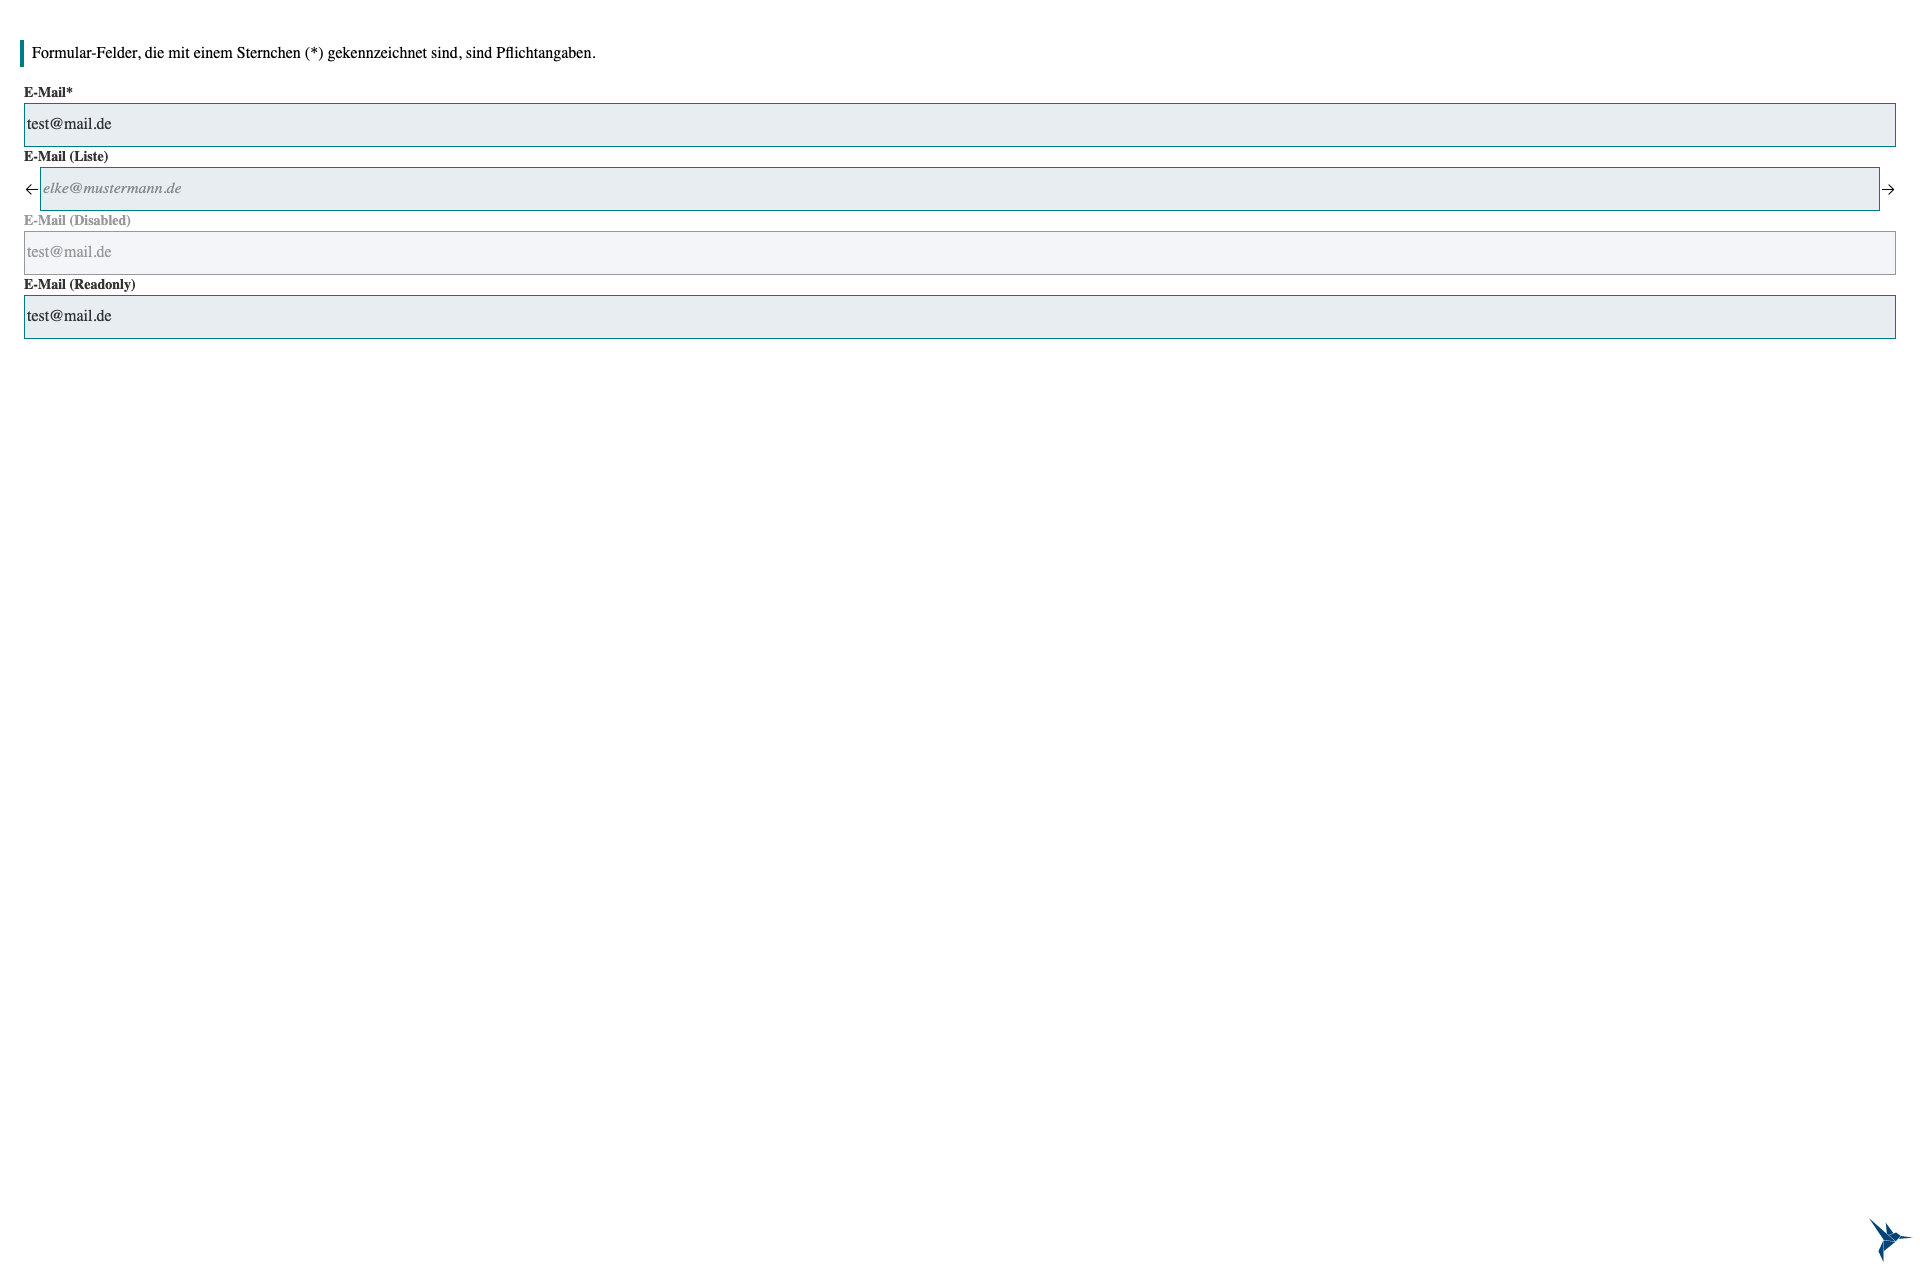 Formular-Felder, die mit einem Sternchen (*) gekennzeichnet sind, sind Pflichtangaben.
E-Mail*
test@mail.de
E-Mail (Liste)
elke@mustermann.de
E-Mail (Disabled)
test@mail.de
E-Mail (Readonly)
test@mail.de